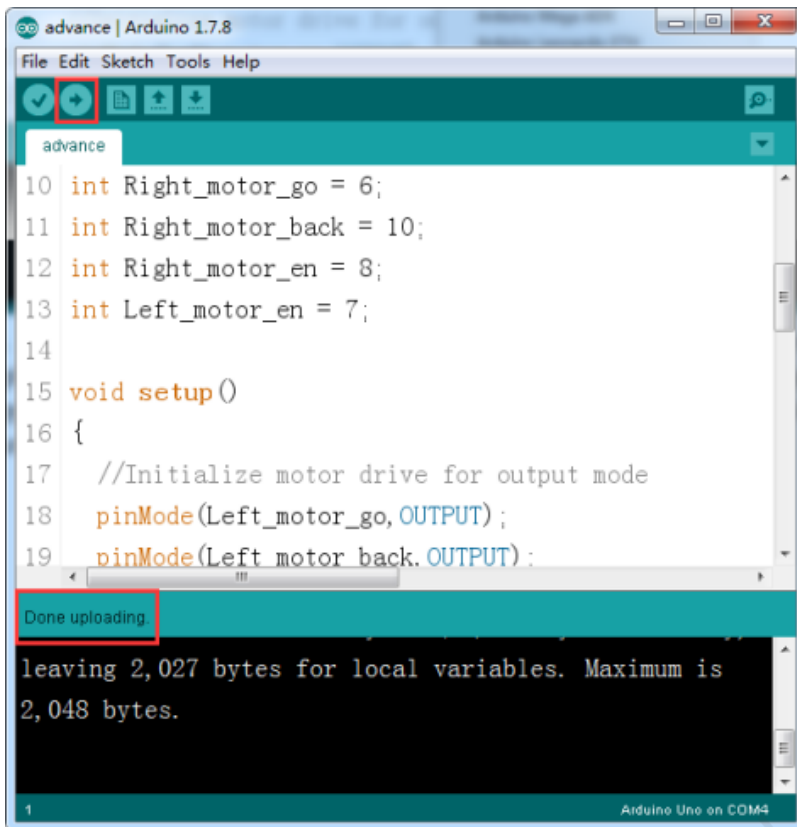 advance | Arduino 1.7.8
File Edit Sketch Tools Help
advance
10 int Right_motor_go = 6;
11 int Right_motor_back = 10;
12 int Right_motor_en = 8;
13 int Left_motor_en = 7;
14
15 void setup()
16 {
17 //Initialize motor drive for output mode
18 pinMode(Left_motor_go,OUTPUT);
19 pinMode(Left_motor_back,OUTPUT);
Done uploading.
leaving 2,027 bytes for local variables. Maximum is
2,048 bytes.
1 Arduino Uno on COM4